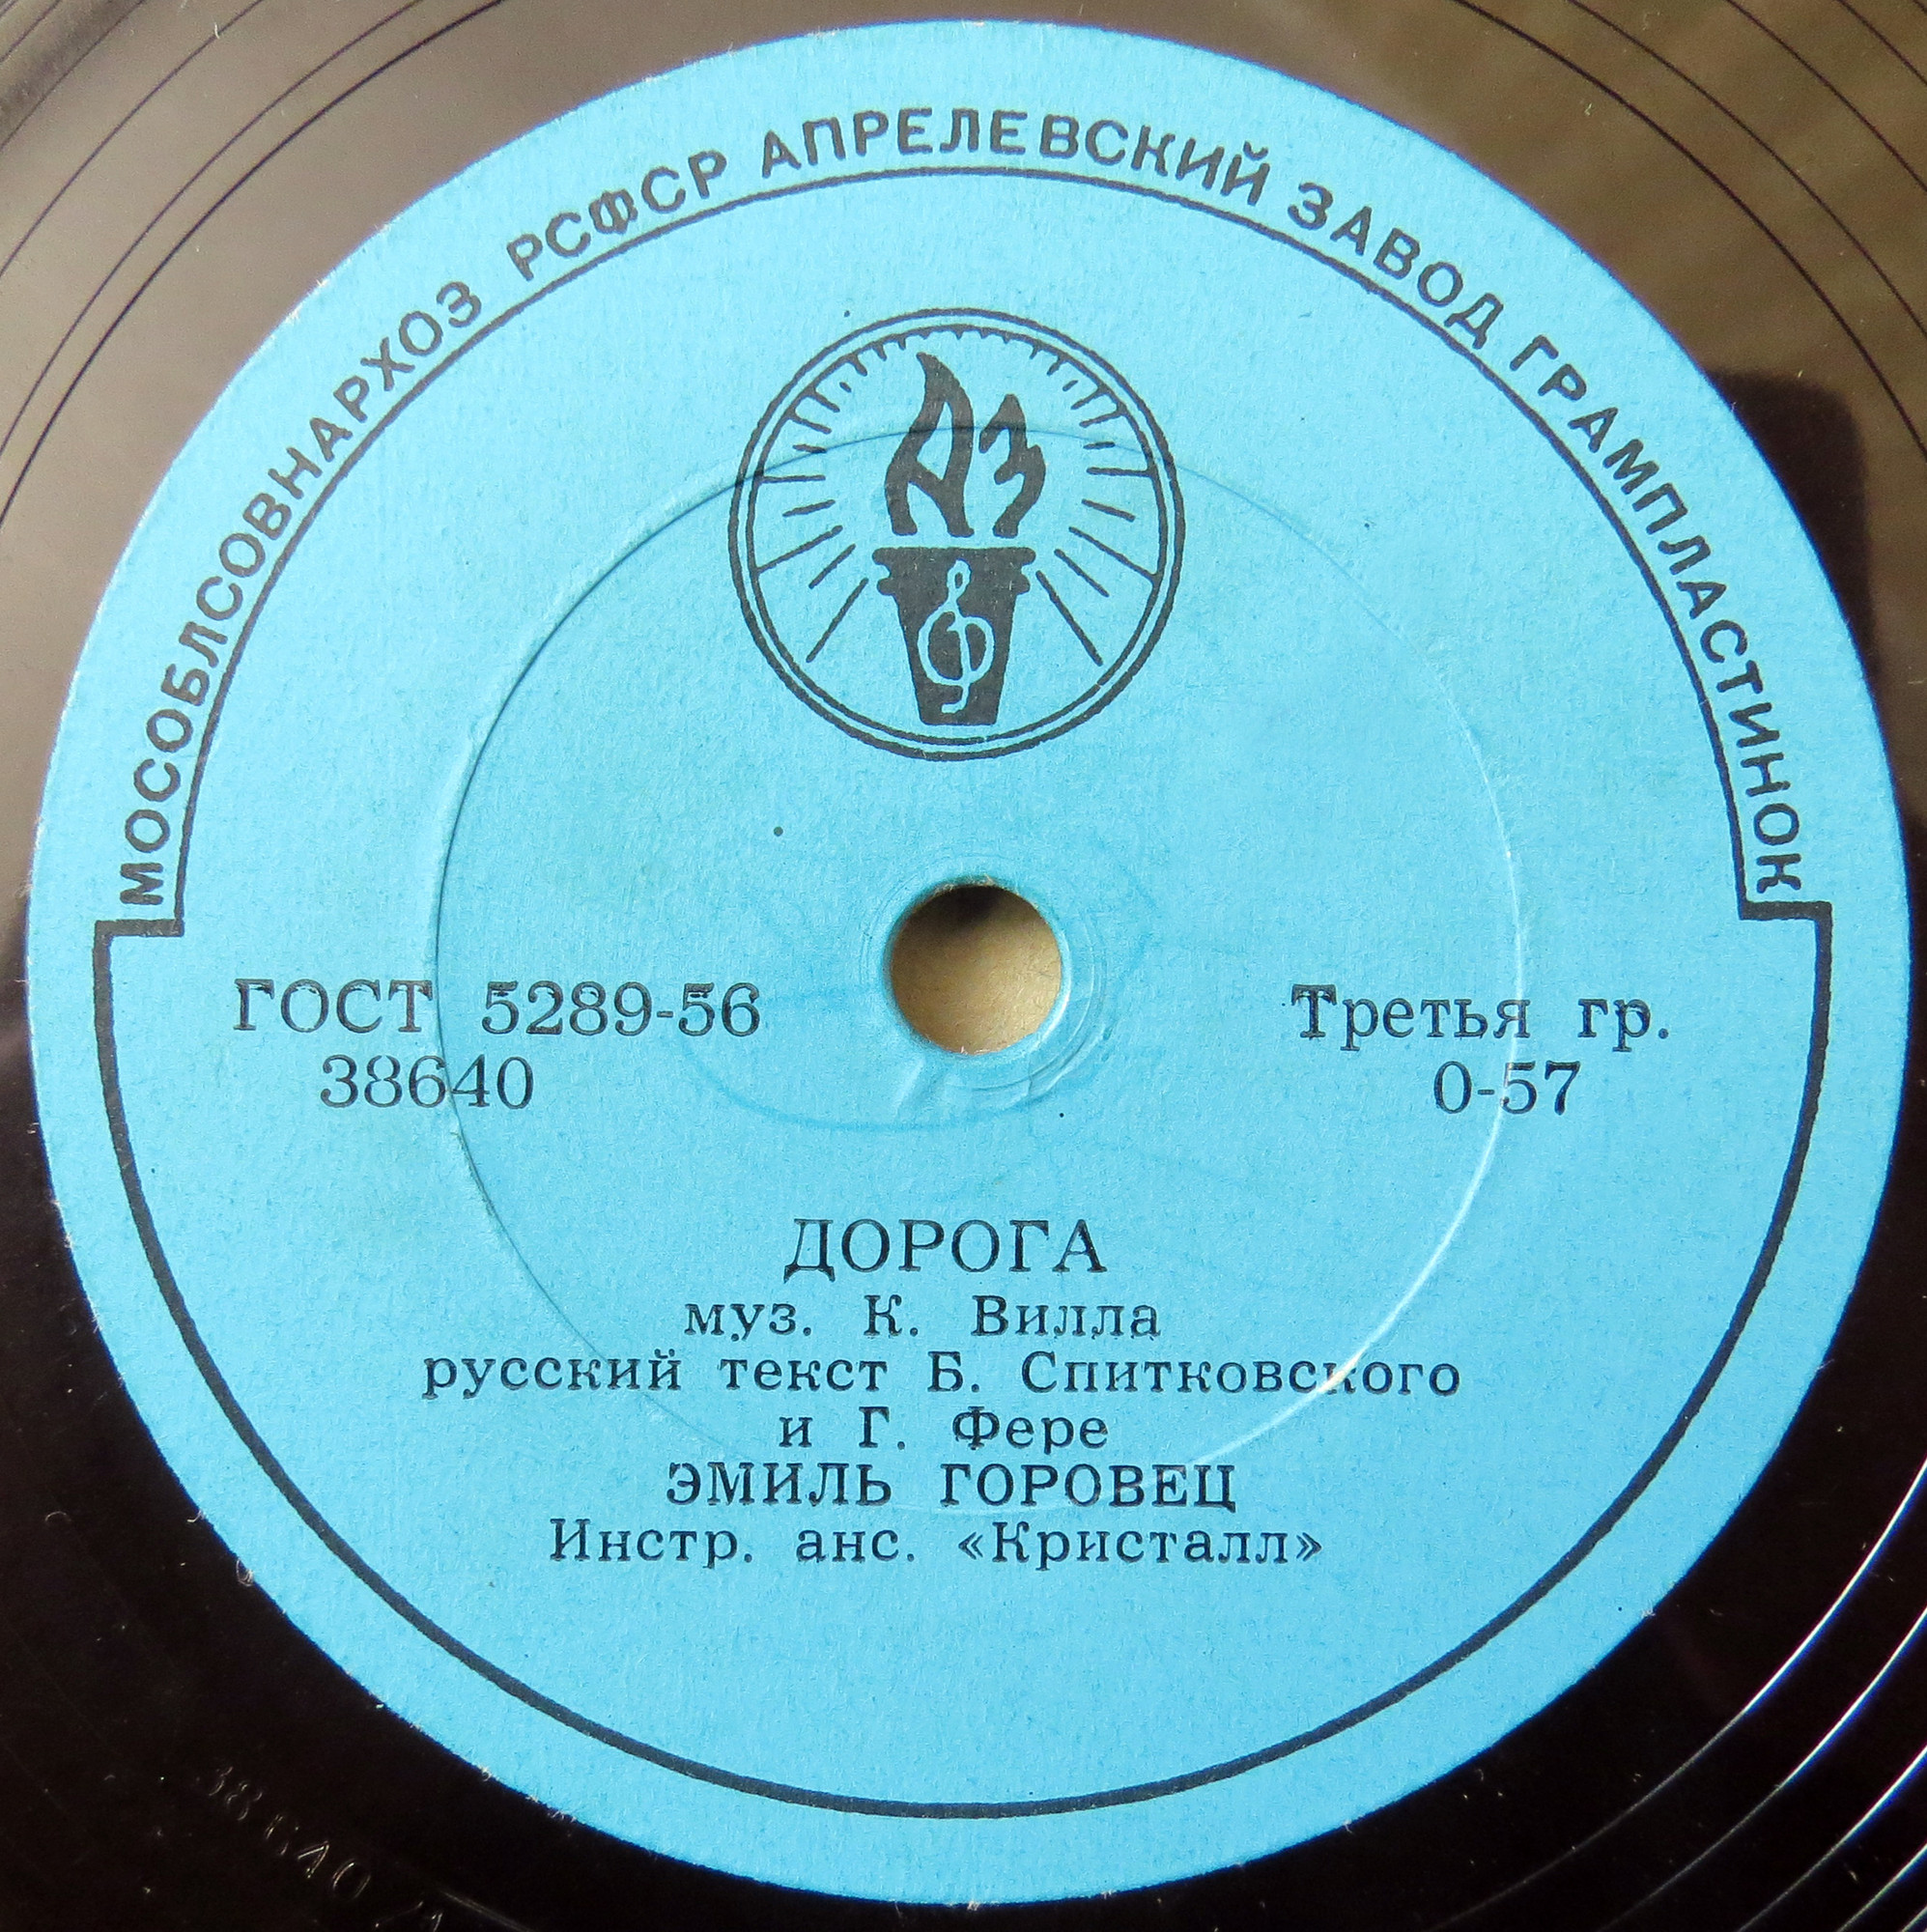 МОСОБЛСОВНАРХОЗ РСФСР АПРЕЛЕВСКИЙ ЗАВОД ГРАМПЛАСТИНОК
АЗ
ГОСТ 5289-56
38640
Третья гр.
0-57
ДОРОГА
муз. К. Вилла
русский текст Б. Спитковского
и Г. Фере
ЭМИЛЬ ГОРОВЕЦ
Инстр. анс. «Кристалл»
38640